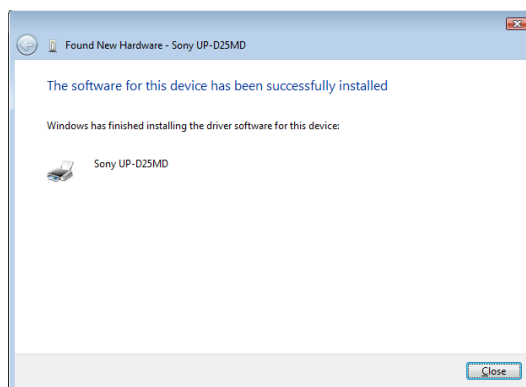 Found New Hardware - Sony UP-D25MD
The software for this device has been successfully installed
Windows has finished installing the driver software for this device:
Sony UP-D25MD
Close